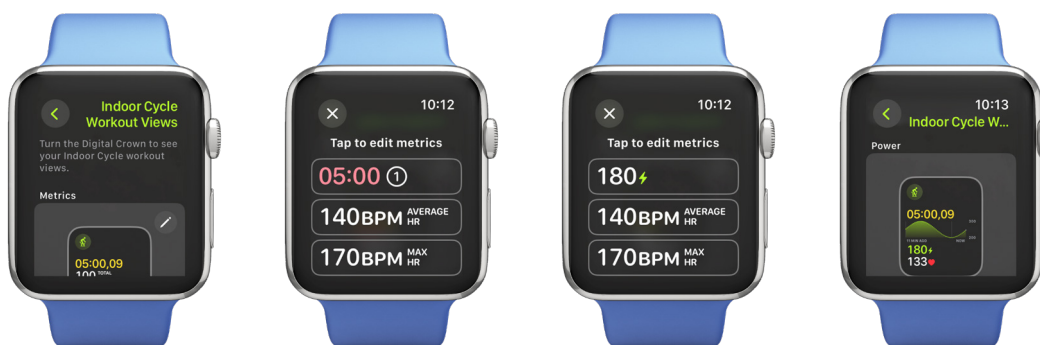 Indoor Cycle
Workout Views
Turn the Digital Crown to see
your Indoor Cycle workout
views.
Metrics
05:00,09
100 TOTAL
10:12
Tap to edit metrics
05:00 1
140BPM AVERAGE HR
170BPM MAX HR
10:12
Tap to edit metrics
180
140BPM AVERAGE HR
170BPM MAX HR
10:13
Indoor Cycle W...
Power
05:00,09
NOW
180
133